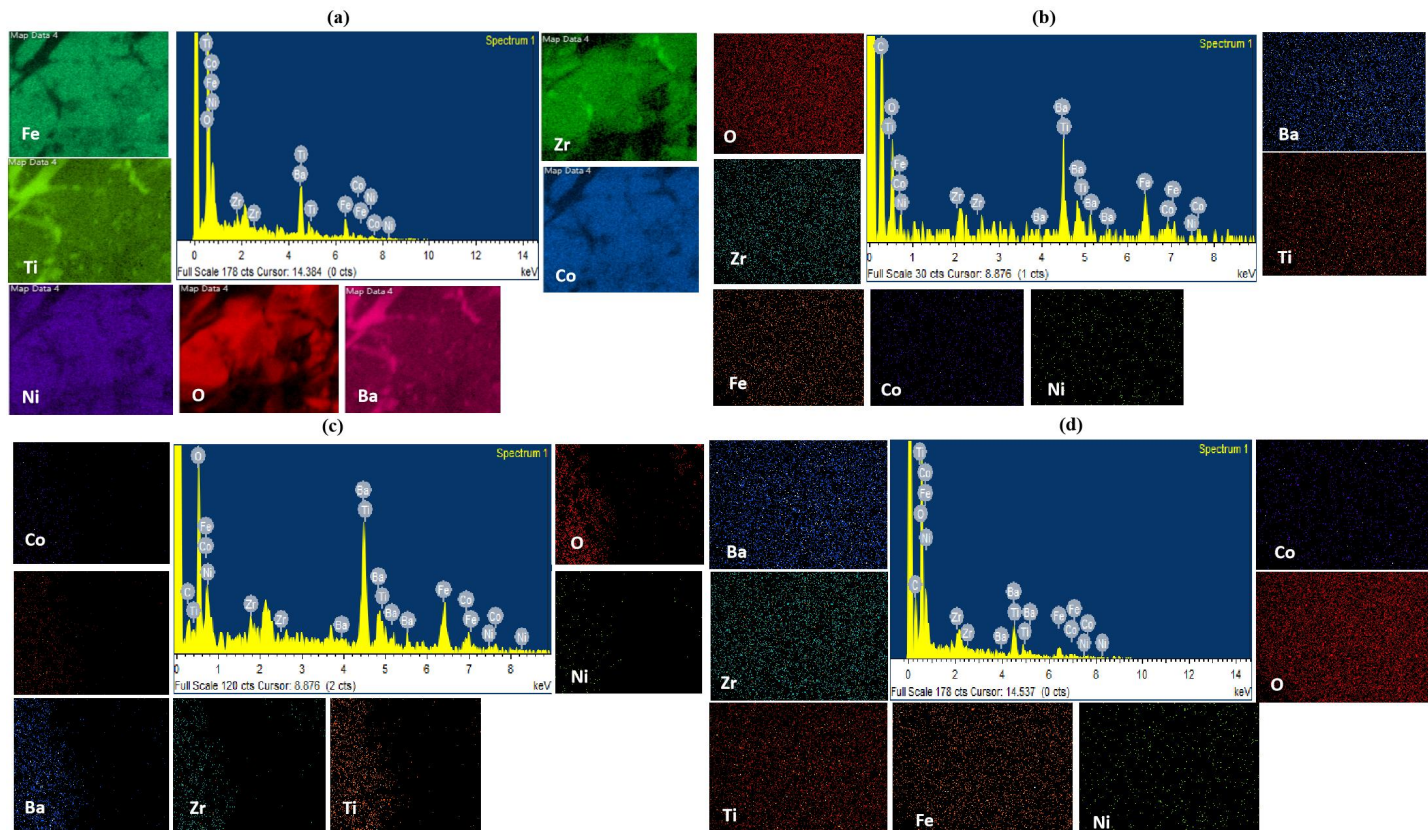 (a)
Map Data 4
Fe
Map Data 4
Ti
Map Data 4
Ni
Spectrum 1
Ti
Co
Fe
Ni
O
Zr
Zr
Ti
Ba
Ti
Co
Fe
Ni
Fe
Co
Ni
0 2 4 6 8 10 12 14
Full Scale 178 cts Cursor: 14.384 (0 cts)
keV
Map Data 4
O
Map Data 4
Ba
Map Data 4
Zr
Map Data 4
Co
(b)
O
Zr
Fe
Spectrum 1
C
O
Ti
Fe
Co
Ni
Zr
Zr
Ba
Ba
Ti
Ba
Ti
Ba
Ba
Fe
Fe
Co
Co
Ni
0 1 2 3 4 5 6 7 8
Full Scale 30 cts Cursor: 8.876 (1 cts)
keV
Co
Ni
Ba
Ti
(c)
Co
Spectrum 1
O
Fe
Co
Ni
C
Ti
Zr
Zr
Ba
Ba
Ti
Ba
Ti
Ba
Ba
Fe
Co
Fe
Co
Ni
Ni
0 1 2 3 4 5 6 7 8
Full Scale 120 cts Cursor: 8.876 (2 cts)
keV
O
Ni
Ba
Zr
Ti
(d)
Ba
Zr
Spectrum 1
Ti
Co
Fe
O
Ni
C
Zr
Zr
Ba
Ba
Ti
Ba
Ti
Fe
Fe
Co
Co
Ni
Ni
0 2 4 6 8 10 12 14
Full Scale 178 cts Cursor: 14.537 (0 cts)
keV
Co
O
Ti
Fe
Ni